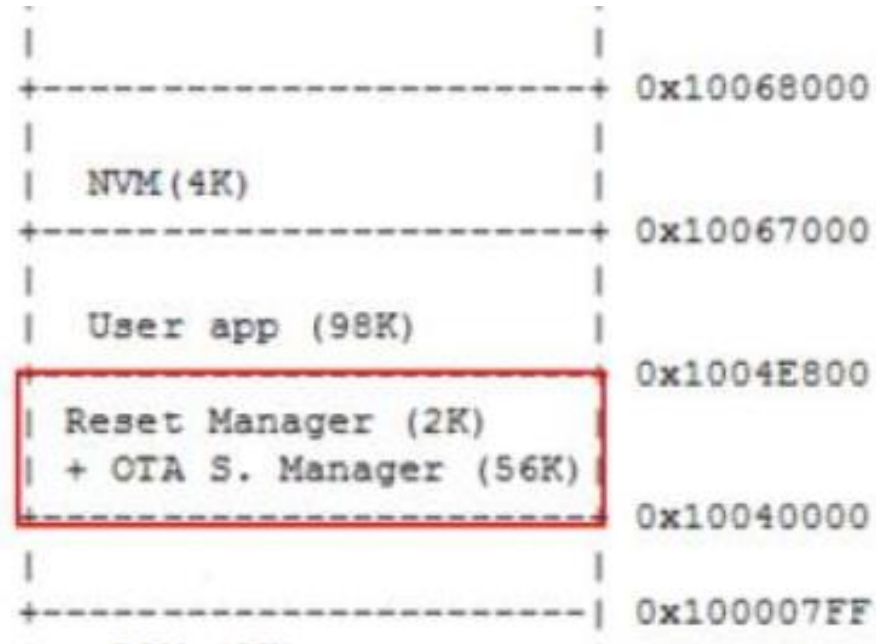 0x10068000
NVM(4K)
0x10067000
User app (98K)
0x1004E800
Reset Manager (2K)
+ OTA S. Manager (56K)
0x10040000
0x100007FF